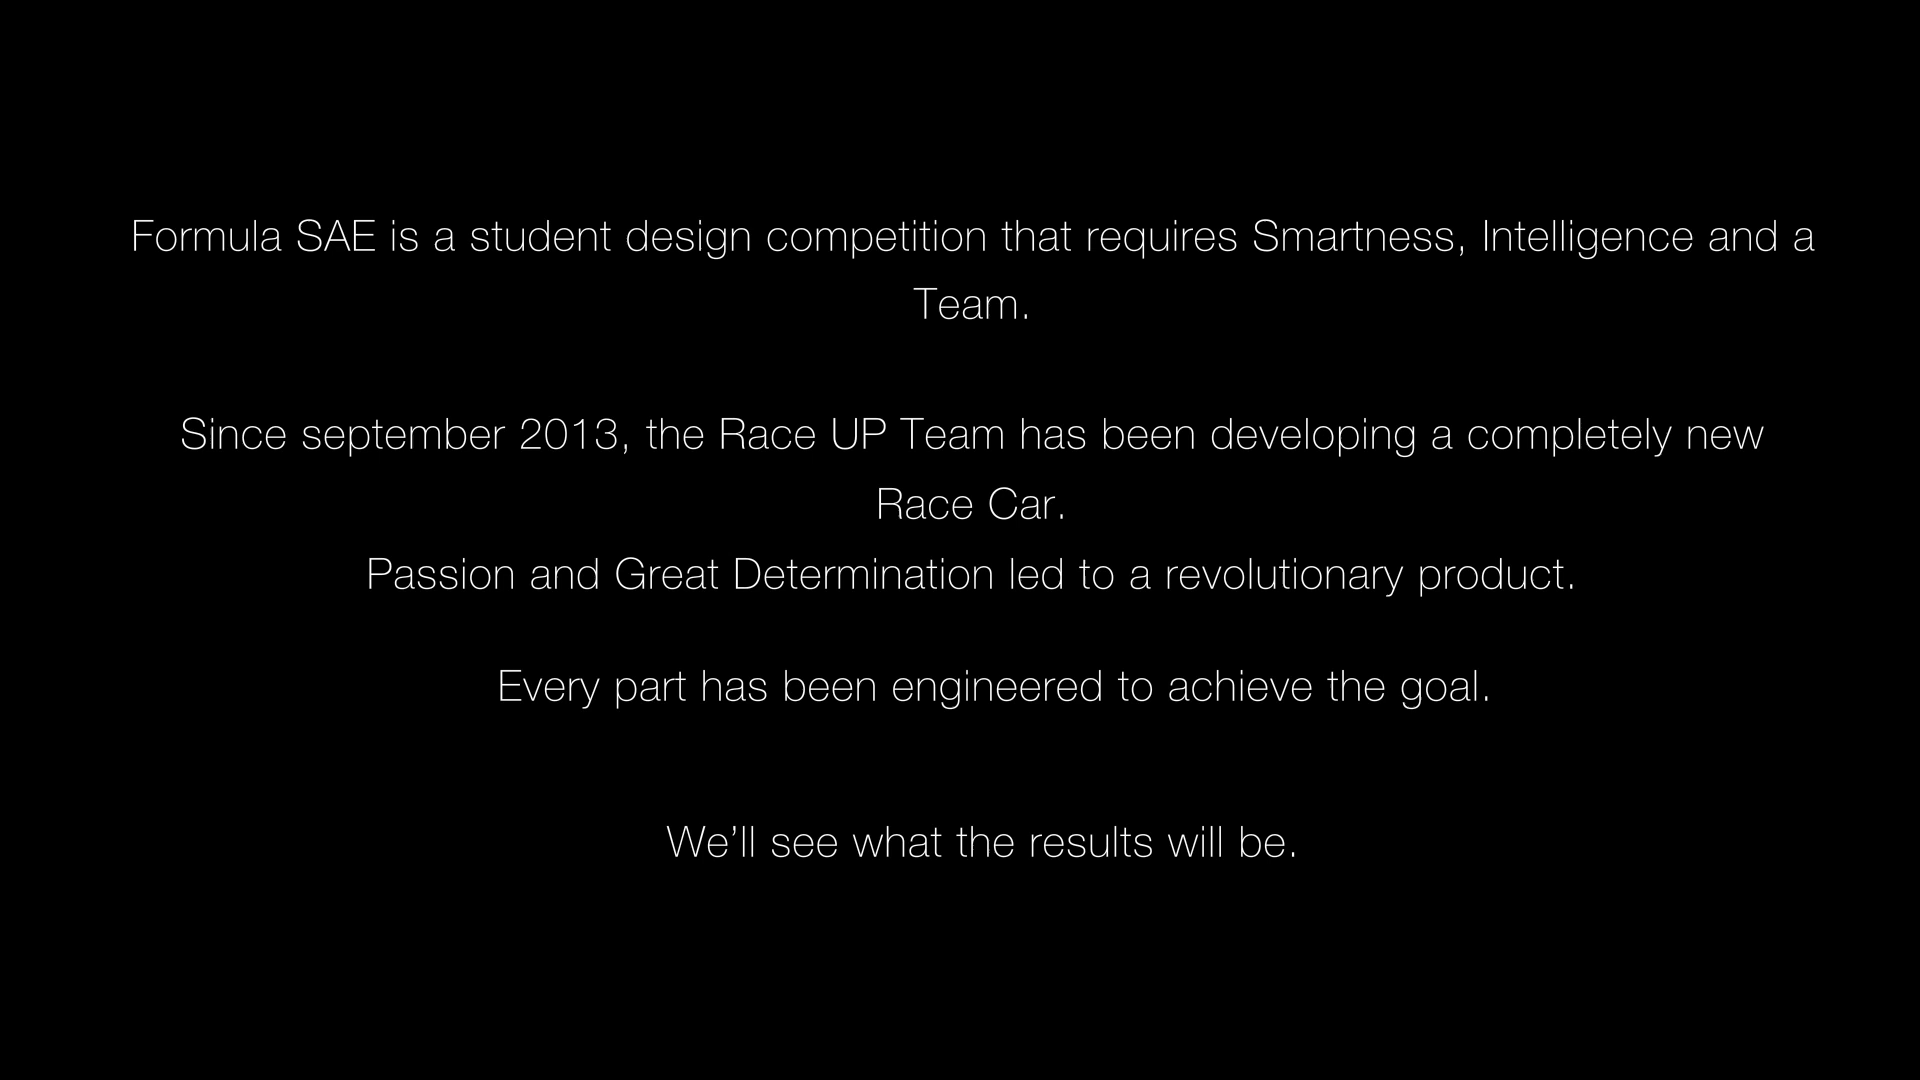 Formula SAE is a student design competition that requires Smartness, Intelligence and a
Team.
Since september 2013, the Race UP Team has been developing a completely new
Race Car.
Passion and Great Determination led to a revolutionary product.
Every part has been engineered to achieve the goal.
We’ll see what the results will be.